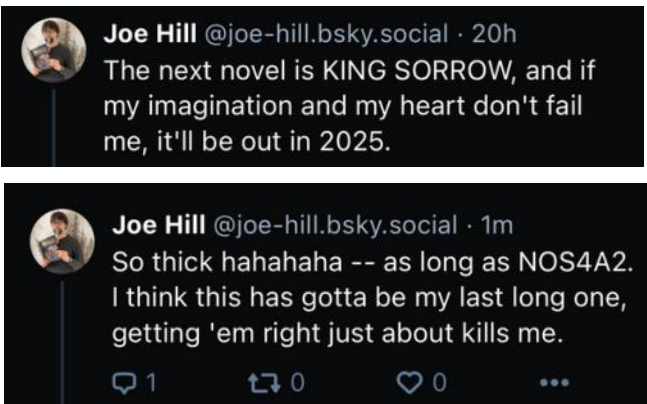 Joe Hill @joe-hill.bsky.social · 20h
The next novel is KING SORROW, and if
my imagination and my heart don't fail
me, it'll be out in 2025.
Joe Hill @joe-hill.bsky.social · 1m
So thick hahahaha -- as long as NOS4A2.
I think this has gotta be my last long one,
getting 'em right just about kills me.
1 0 0